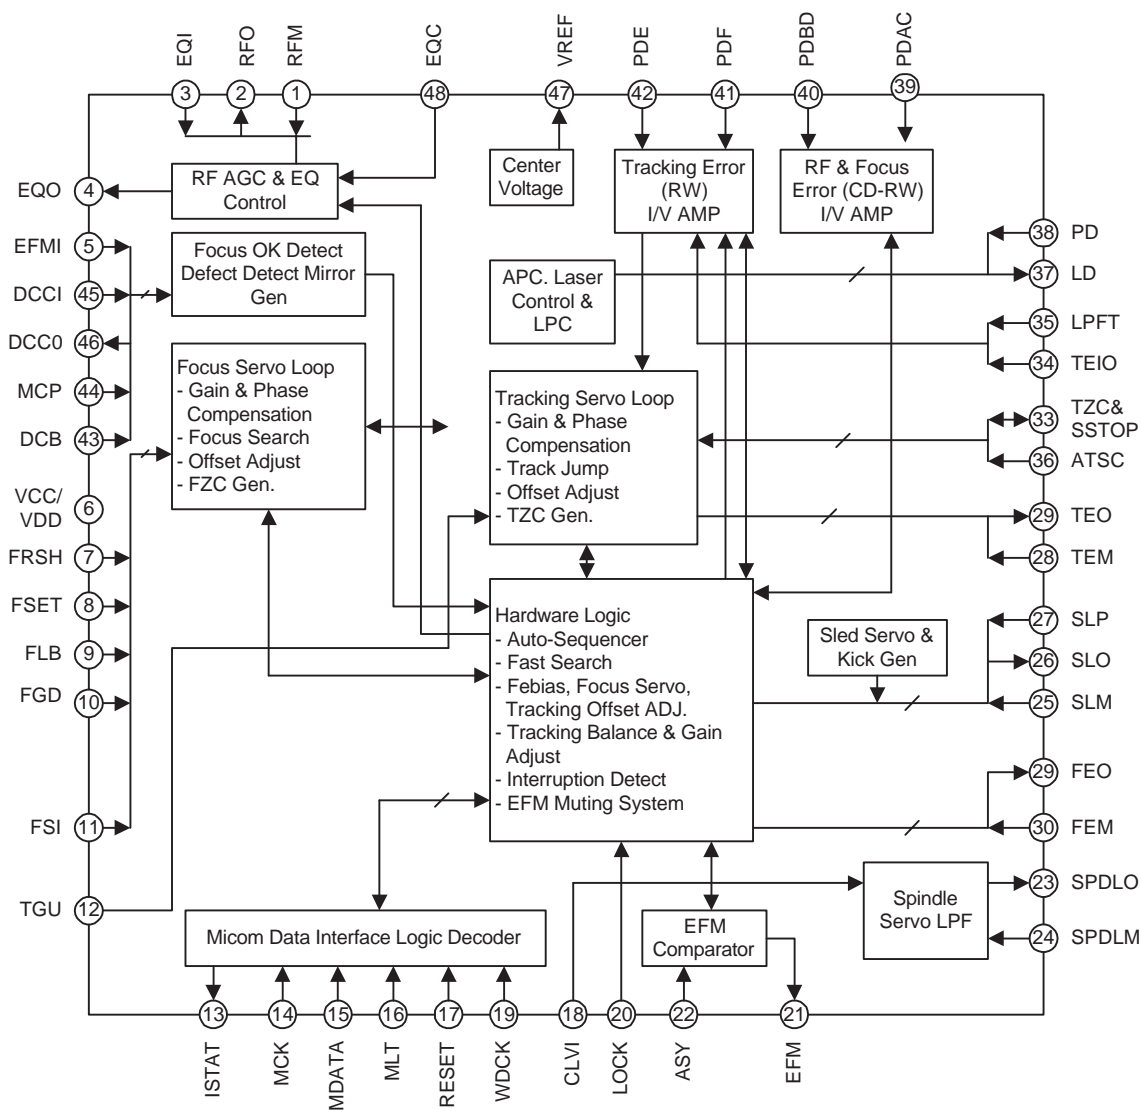 EQI
RFO
RFM
EQC
VREF
PDE
PDF
PDBD
PDAC
3
2
1
48
47
42
41
40
39
EQO
4
RF AGC & EQ
Control
Center
Voltage
Tracking Error
(RW)
I/V AMP
RF & Focus
Error (CD-RW)
I/V AMP
EFMI
5
DCCI
45
DCC0
46
MCP
44
DCB
43
VCC/
VDD
6
FRSH
7
FSET
8
FLB
9
FGD
10
FSI
11
TGU
12
Focus OK Detect
Defect Detect Mirror
Gen
APC. Laser
Control &
LPC
Focus Servo Loop
- Gain & Phase
Compensation
- Focus Search
- Offset Adjust
- FZC Gen.
Tracking Servo Loop
- Gain & Phase
Compensation
- Track Jump
- Offset Adjust
- TZC Gen.
Hardware Logic
- Auto-Sequencer
- Fast Search
- Febias, Focus Servo,
Tracking Offset ADJ.
- Tracking Balance & Gain
Adjust
- Interruption Detect
- EFM Muting System
Sled Servo &
Kick Gen
38
PD
37
LD
35
LPFT
34
TEIO
33
TZC&
SSTOP
36
ATSC
29
TEO
28
TEM
27
SLP
26
SLO
25
SLM
29
FEO
30
FEM
23
SPDLO
24
SPDLM
Micom Data Interface Logic Decoder
EFM
Comparator
Spindle
Servo LPF
13
14
15
16
17
19
18
20
22
21
ISTAT
MCK
MDATA
MLT
RESET
WDCK
CLVI
LOCK
ASY
EFM